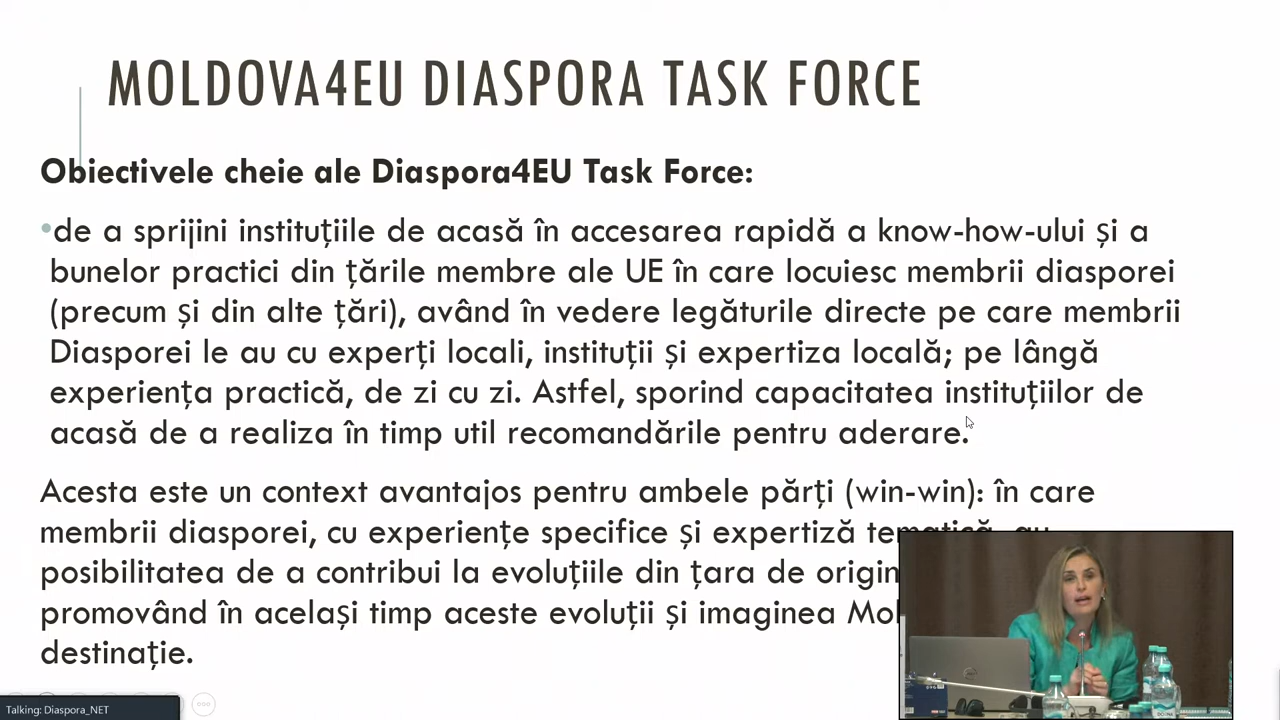 MOLDOVA4EU DIASPORA TASK FORCE
Obiectivele cheie ale Diaspora4EU Task Force:
•de a sprijini instituțiile de acasă în accesarea rapidă a know-how-ului și a
bunelor practici din țările membre ale UE în care locuiesc membrii diasporei
(precum și din alte țări), având în vedere legăturile directe pe care membrii
Diasporei le au cu experți locali, instituții și expertiza locală; pe lângă
experiența practică, de zi cu zi. Astfel, sporind capacitatea instituțiilor de
acasă de a realiza în timp util recomandările pentru aderare.
Acesta este un context avantajos pentru ambele părți (win-win): în care
membrii diasporei, cu experiențe specifice și expertiză tematică, au
posibilitatea de a contribui la evoluțiile din țara de
promovând în același timp aceste evoluții și imaginea
destinație.
Talking: Diaspora_NET